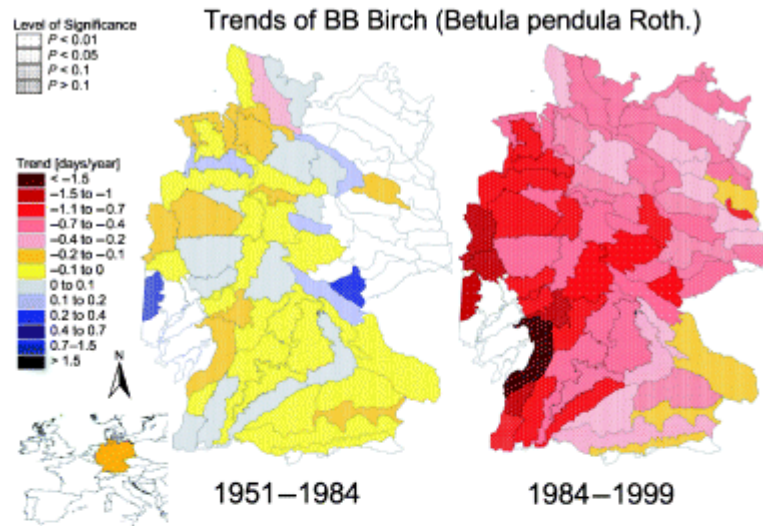 Trends of BB Birch (Betula pendula Roth.)
Level of Significance
P < 0.01
P < 0.05
P < 0.1
P > 0.1
Trend [days/year]
< –1.5
–1.5 to –1
–1.1 to –0.7
–0.7 to –0.4
–0.4 to –0.2
–0.2 to –0.1
–0.1 to 0
0 to 0.1
0.1 to 0.2
0.2 to 0.4
0.4 to 0.7
0.7–1.5
> 1.5
N
1951–1984
1984–1999